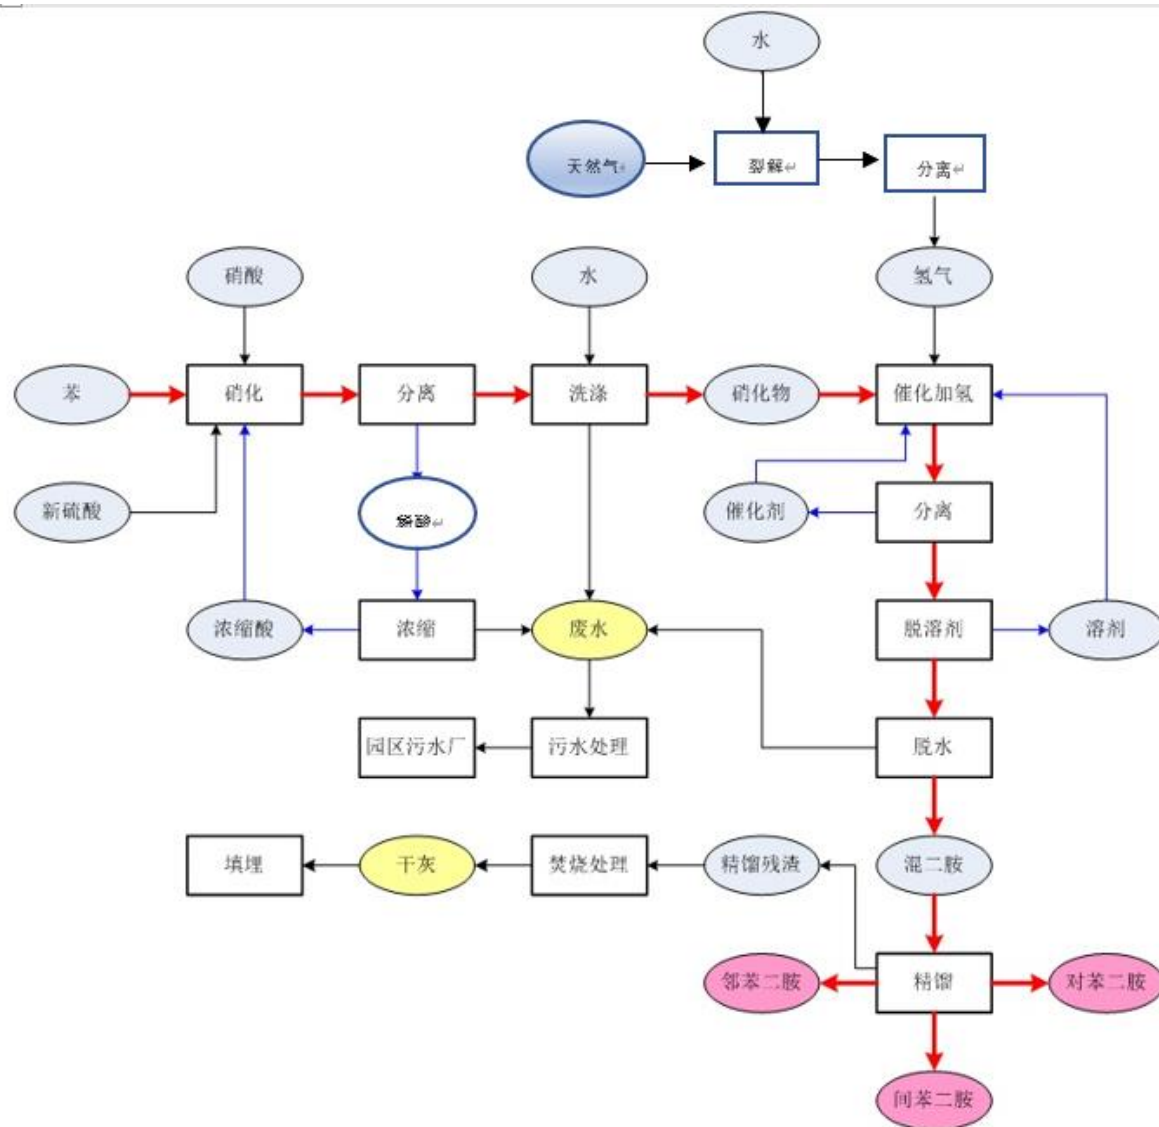 水
天然气
裂解
分离
硝酸
水
氢气
苯
硝化
分离
洗涤
硝化物
催化加氢
新硫酸
催化剂
分离
浓缩酸
浓缩
废水
脱溶剂
溶剂
园区污水厂
污水处理
脱水
填埋
干灰
焚烧处理
精馏残渣
混二胺
邻苯二胺
精馏
对苯二胺
间苯二胺